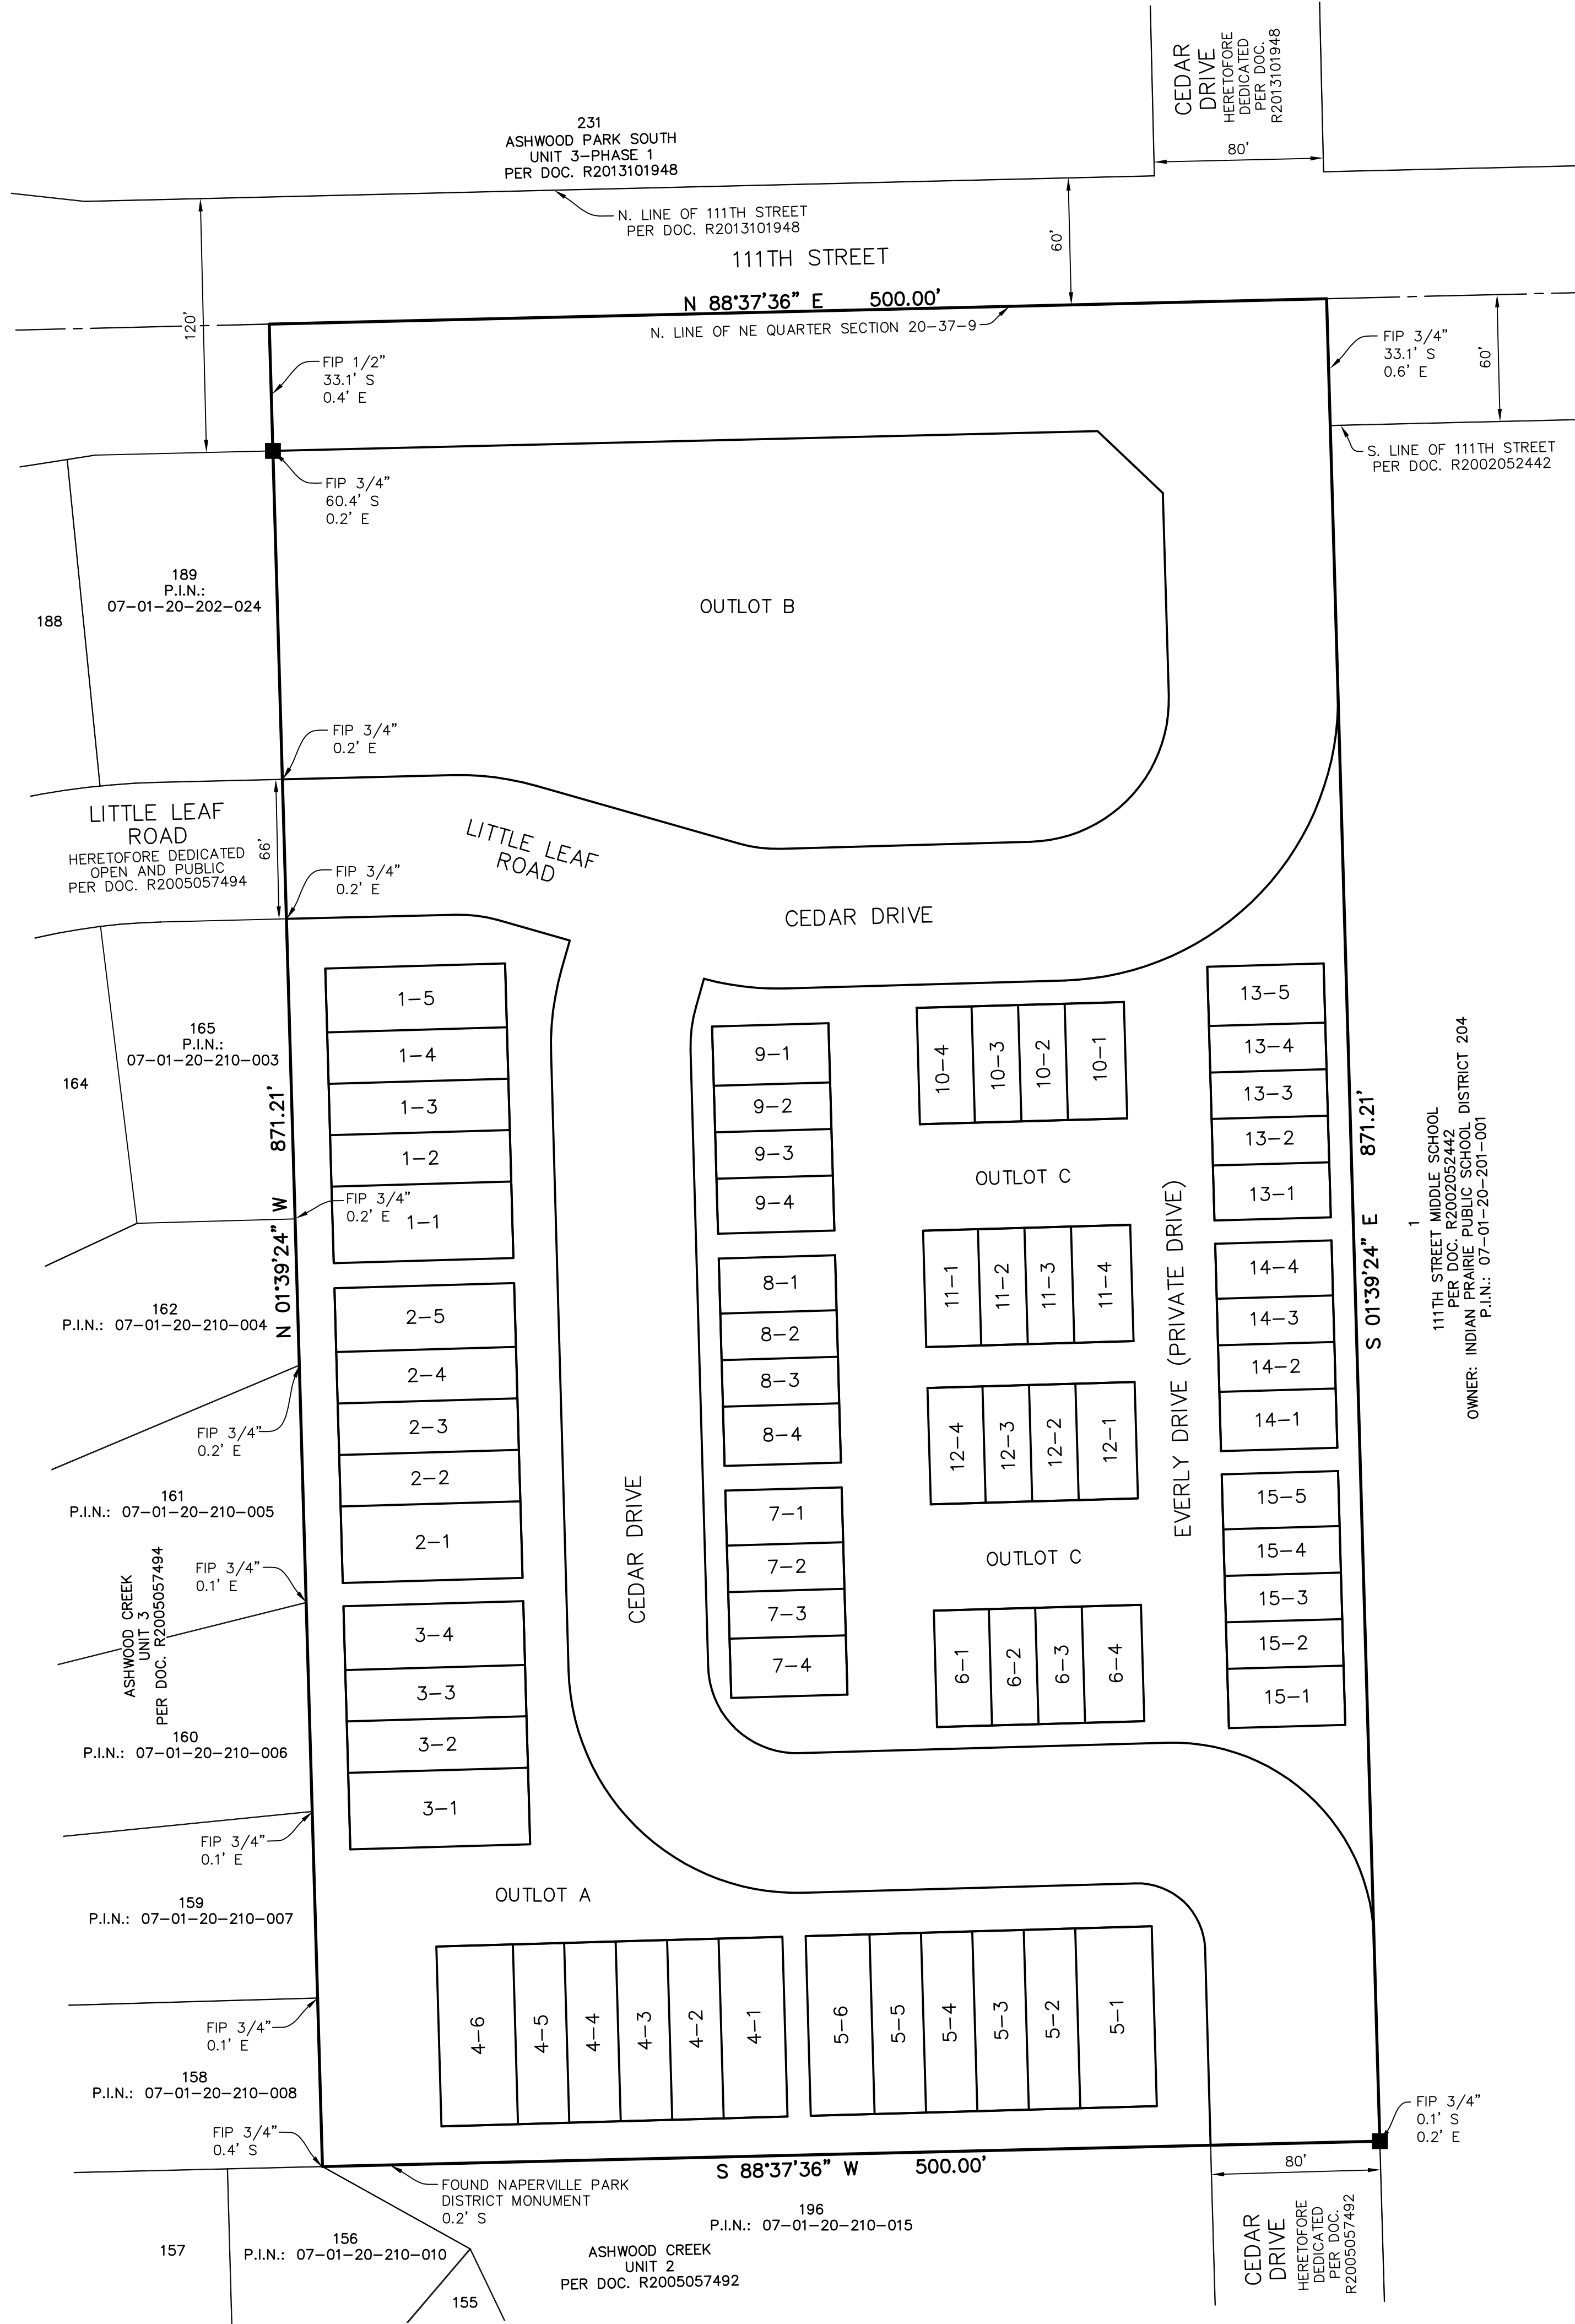 CEDAR
DRIVE
HERETOFORE
DEDICATED
PER DOC.
R2013101948
80'
231
ASHWOOD PARK SOUTH
UNIT 3-PHASE 1
PER DOC. R2013101948
N. LINE OF 111TH STREET
PER DOC. R2013101948
111TH STREET
60'
120'
N 88°37'36" E 500.00'
N. LINE OF NE QUARTER SECTION 20-37-9
FIP 1/2"
33.1' S
0.4' E
FIP 3/4"
33.1' S
0.6' E
60'
S. LINE OF 111TH STREET
PER DOC. R2002052442
FIP 3/4"
60.4' S
0.2' E
189
P.I.N.:
07-01-20-202-024
188
OUTLOT B
FIP 3/4"
0.2' E
LITTLE LEAF
ROAD
HERETOFORE DEDICATED
OPEN AND PUBLIC
PER DOC. R2005057494
66'
LITTLE LEAF
ROAD
FIP 3/4"
0.2' E
CEDAR DRIVE
165
P.I.N.:
07-01-20-210-003
164
N 01°39'24" W 871.21'
1-5
1-4
1-3
1-2
1-1
FIP 3/4"
0.2' E
9-1
9-2
9-3
9-4
10-4
10-3
10-2
10-1
13-5
13-4
13-3
13-2
13-1
OUTLOT C
S 01°39'24" E 871.21'
1
111TH STREET MIDDLE SCHOOL
PER DOC. R2002052442
OWNER: INDIAN PRAIRIE PUBLIC SCHOOL DISTRICT 204
P.I.N.: 07-01-20-201-001
162
P.I.N.: 07-01-20-210-004
2-5
2-4
2-3
2-2
2-1
8-1
8-2
8-3
8-4
11-1
11-2
11-3
11-4
EVERLY DRIVE (PRIVATE DRIVE)
14-4
14-3
14-2
14-1
FIP 3/4"
0.2' E
12-4
12-3
12-2
12-1
161
P.I.N.: 07-01-20-210-005
CEDAR DRIVE
7-1
7-2
7-3
7-4
OUTLOT C
15-5
15-4
15-3
15-2
15-1
FIP 3/4"
0.1' E
ASHWOOD CREEK
UNIT 3
PER DOC. R2005057494
3-4
3-3
3-2
3-1
6-1
6-2
6-3
6-4
160
P.I.N.: 07-01-20-210-006
FIP 3/4"
0.1' E
OUTLOT A
159
P.I.N.: 07-01-20-210-007
4-6
4-5
4-4
4-3
4-2
4-1
5-6
5-5
5-4
5-3
5-2
5-1
FIP 3/4"
0.1' E
158
P.I.N.: 07-01-20-210-008
FIP 3/4"
0.4' S
FIP 3/4"
0.1' S
0.2' E
S 88°37'36" W 500.00'
80'
FOUND NAPERVILLE PARK
DISTRICT MONUMENT
0.2' S
196
P.I.N.: 07-01-20-210-015
157
156
P.I.N.: 07-01-20-210-010
ASHWOOD CREEK
UNIT 2
PER DOC. R2005057492
155
CEDAR
DRIVE
HERETOFORE
DEDICATED
PER DOC.
R2005057492